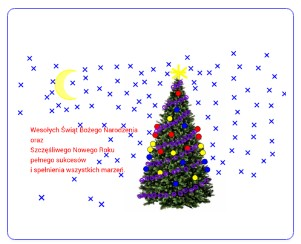 Wesołych Świąt Bożego Narodzenia
oraz
Szczęśliwego Nowego Roku
pełnego sukcesów
i spełnienia wszystkich marzeń